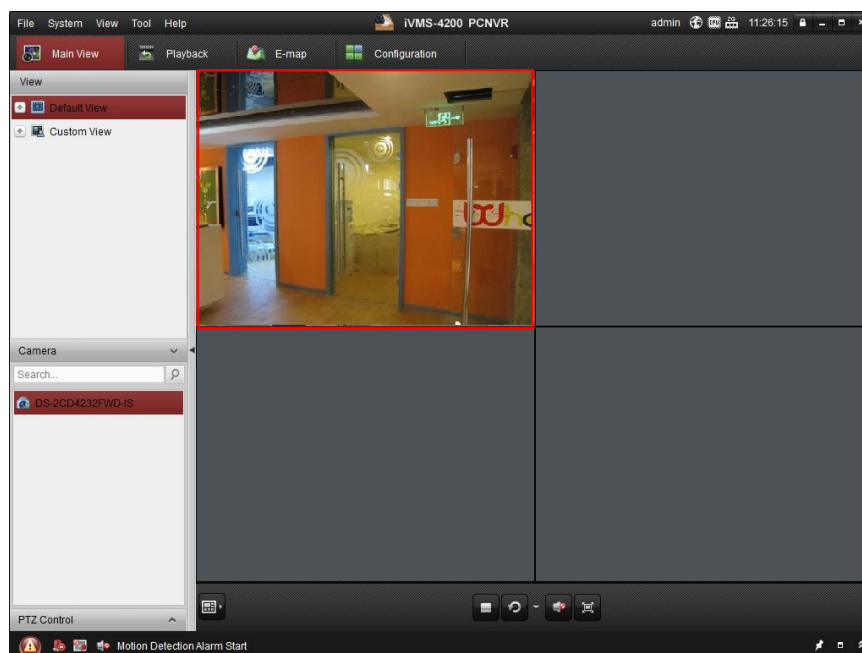 File System View Tool Help
iVMS-4200 PCNVR
admin
11:26:15
Main View
Playback
E-map
Configuration
View
Default View
Custom View
Camera
Search...
DS-2CD4232FWD-IS
PTZ Control
Motion Detection Alarm Start